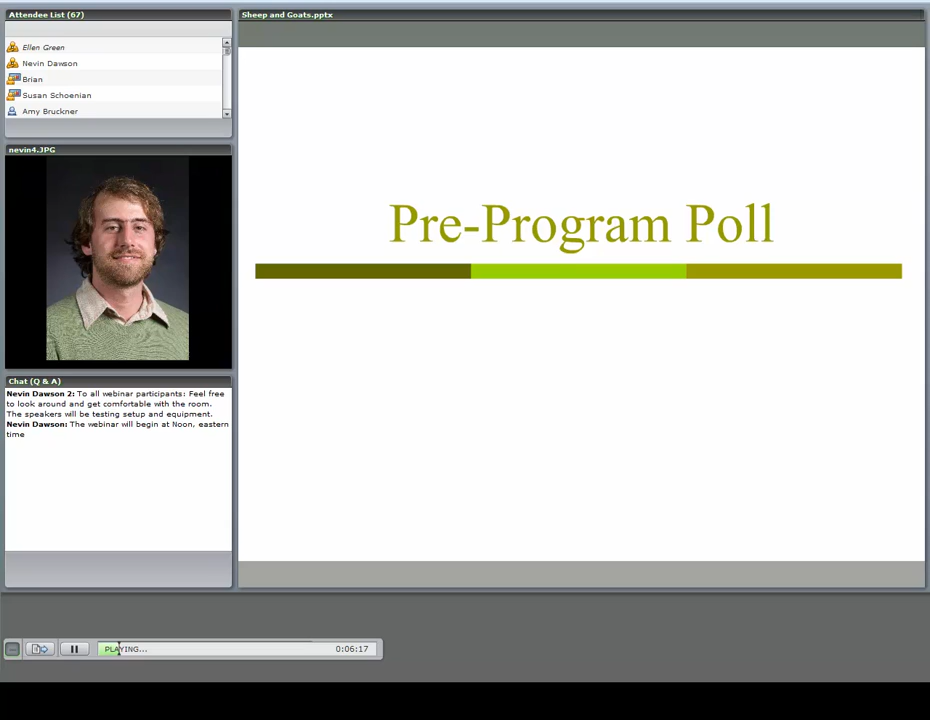 Attendee List (67)
Ellen Green
Nevin Dawson
Brian
Susan Schoenian
Amy Bruckner
nevin4.JPG
Chat (Q & A)
Nevin Dawson 2: To all webinar participants: Feel free
to look around and get comfortable with the room.
The speakers will be testing setup and equipment.
Nevin Dawson: The webinar will begin at Noon, eastern
time
Sheep and Goats.pptx
Pre-Program Poll
PLAYING...
0:06:17